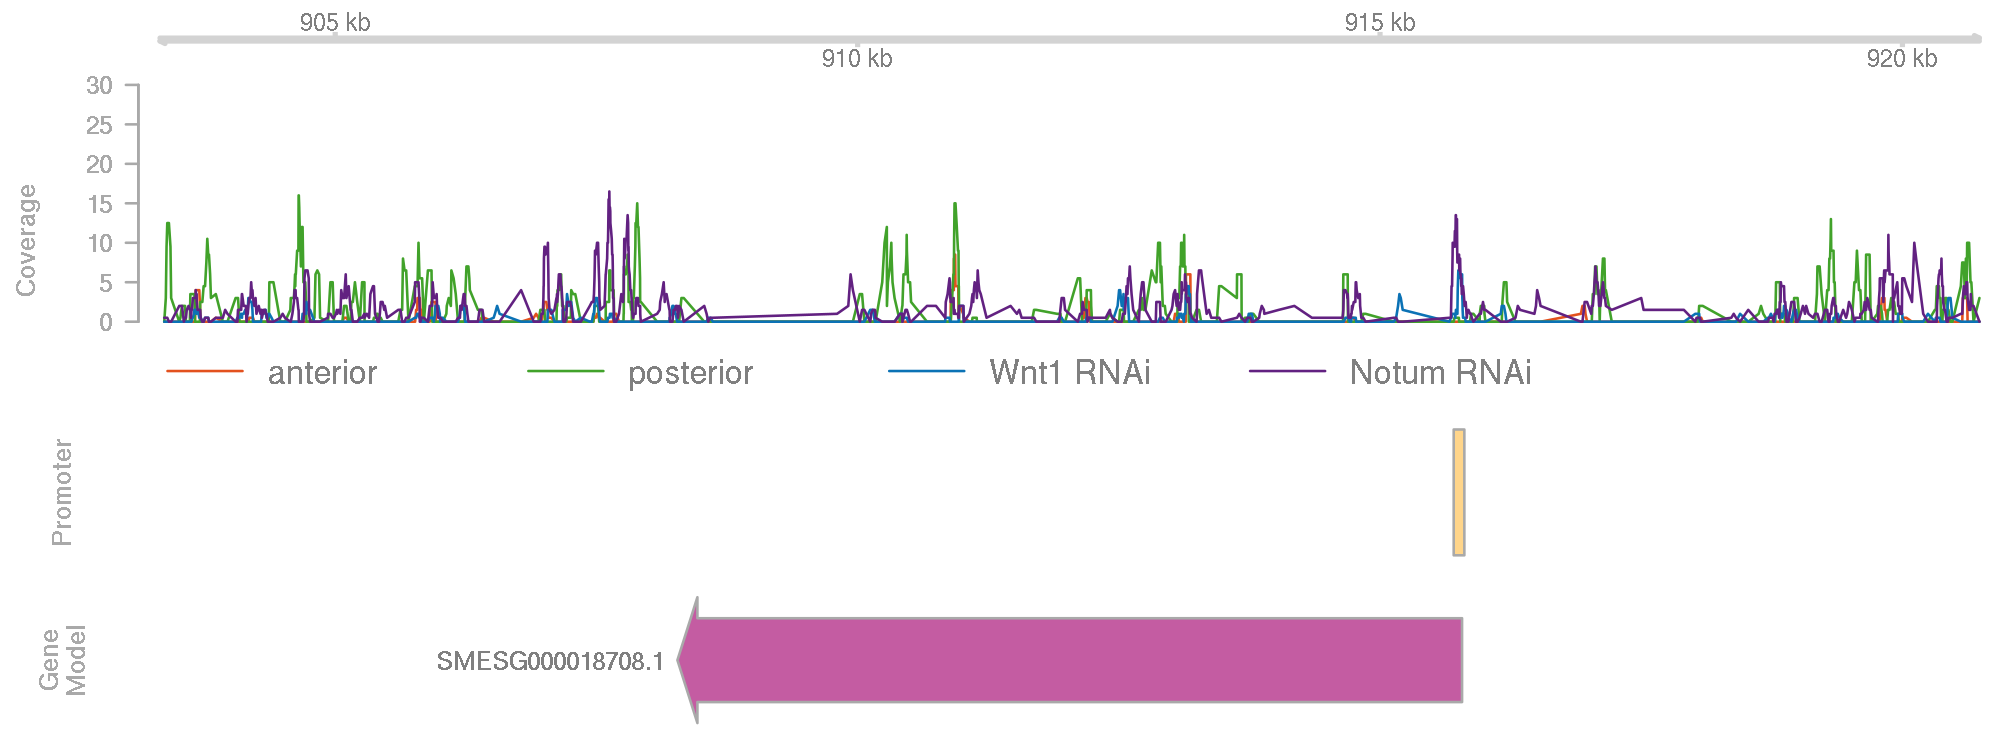 905 kb
915 kb
910 kb
920 kb
30
25
20
15
10
5
0
Coverage
anterior
posterior
Wnt1 RNAi
Notum RNAi
Promoter
Gene
Model
SMESG000018708.1